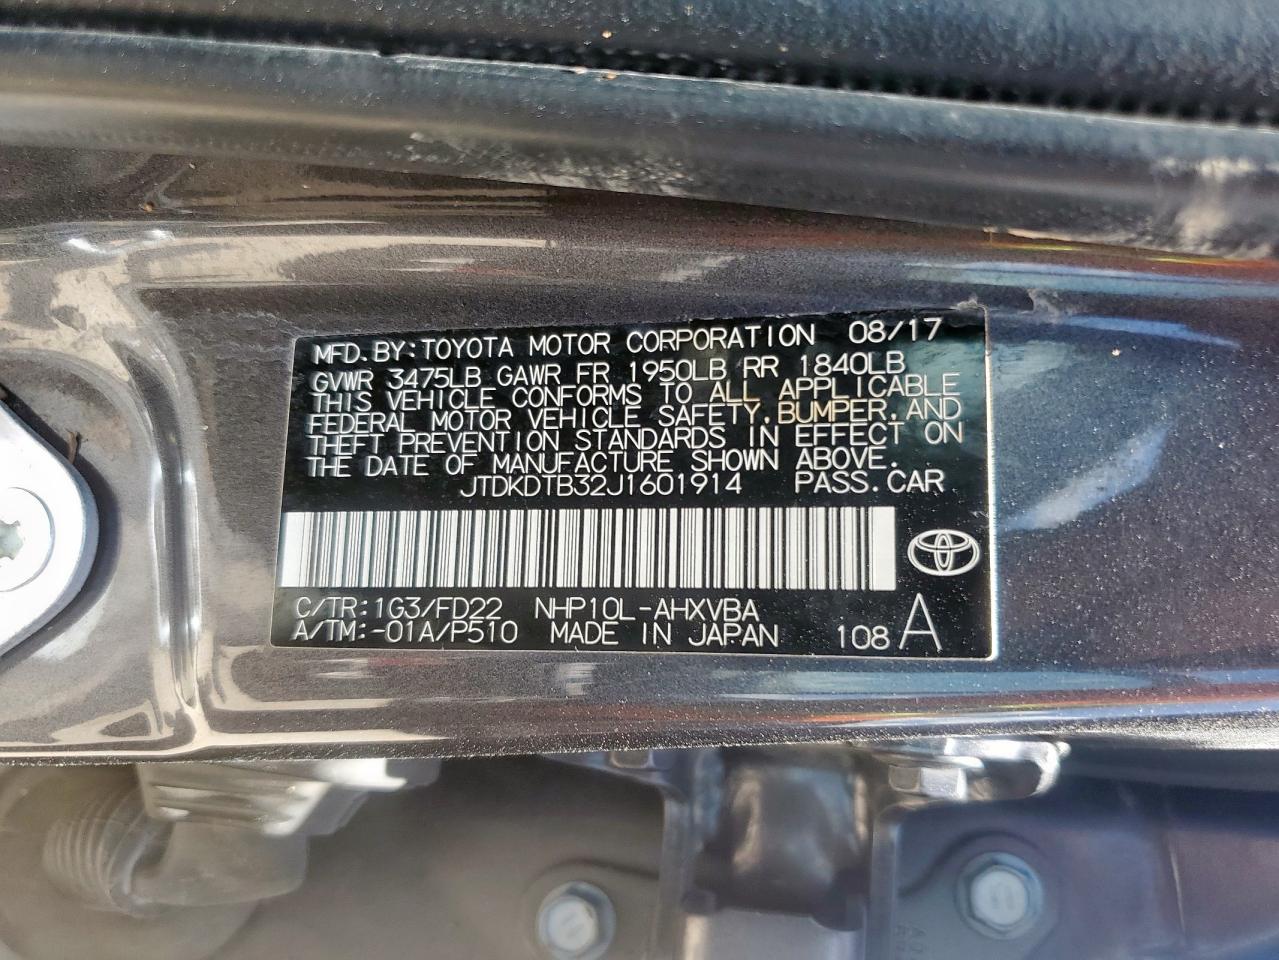 MFD.BY:TOYOTA MOTOR CORPORATION 08/17
GVWR 3475LB GAWR FR 1950LB RR 1840LB
THIS VEHICLE CONFORMS TO ALL APPLICABLE
FEDERAL MOTOR VEHICLE SAFETY,BUMPER,AND
THEFT PREVENTION STANDARDS IN EFFECT ON
THE DATE OF MANUFACTURE SHOWN ABOVE.
JTDKDTB32J1601914 PASS.CAR
C/TR:1G3/FD22 NHP10L-AHXVBA
A/TM:-01A/P510 MADE IN JAPAN 108 A